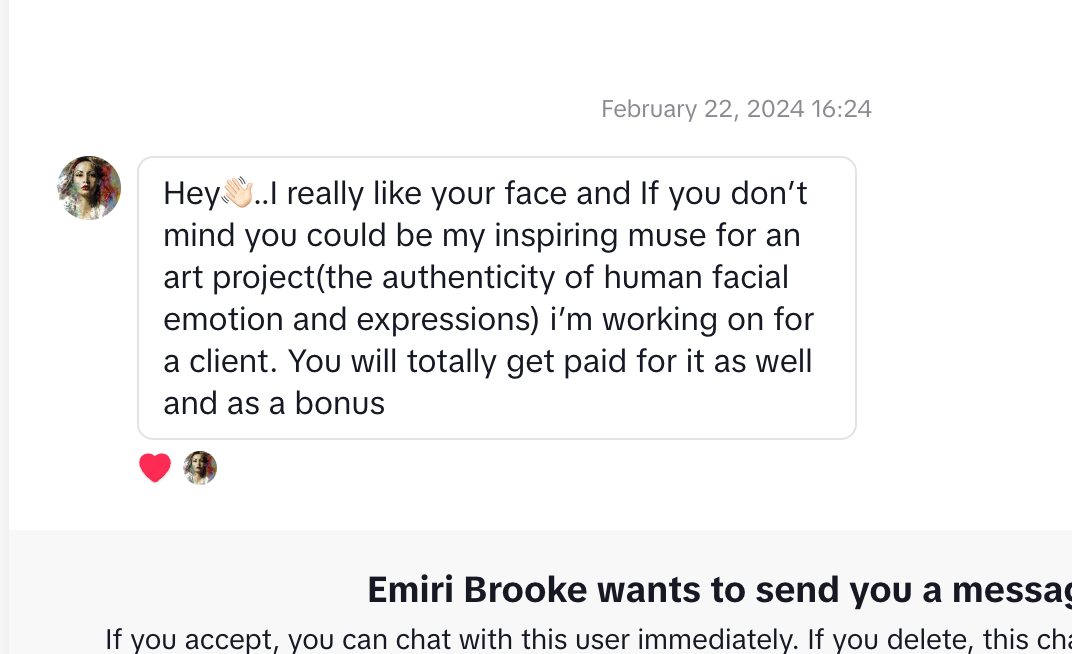 February 22, 2024 16:24
Hey👋🏻..I really like your face and If you don’t
mind you could be my inspiring muse for an
art project(the authenticity of human facial
emotion and expressions) i’m working on for
a client. You will totally get paid for it as well
and as a bonus
Emiri Brooke wants to send you a
If you accept, you can chat with this user immediately. If you delete, this